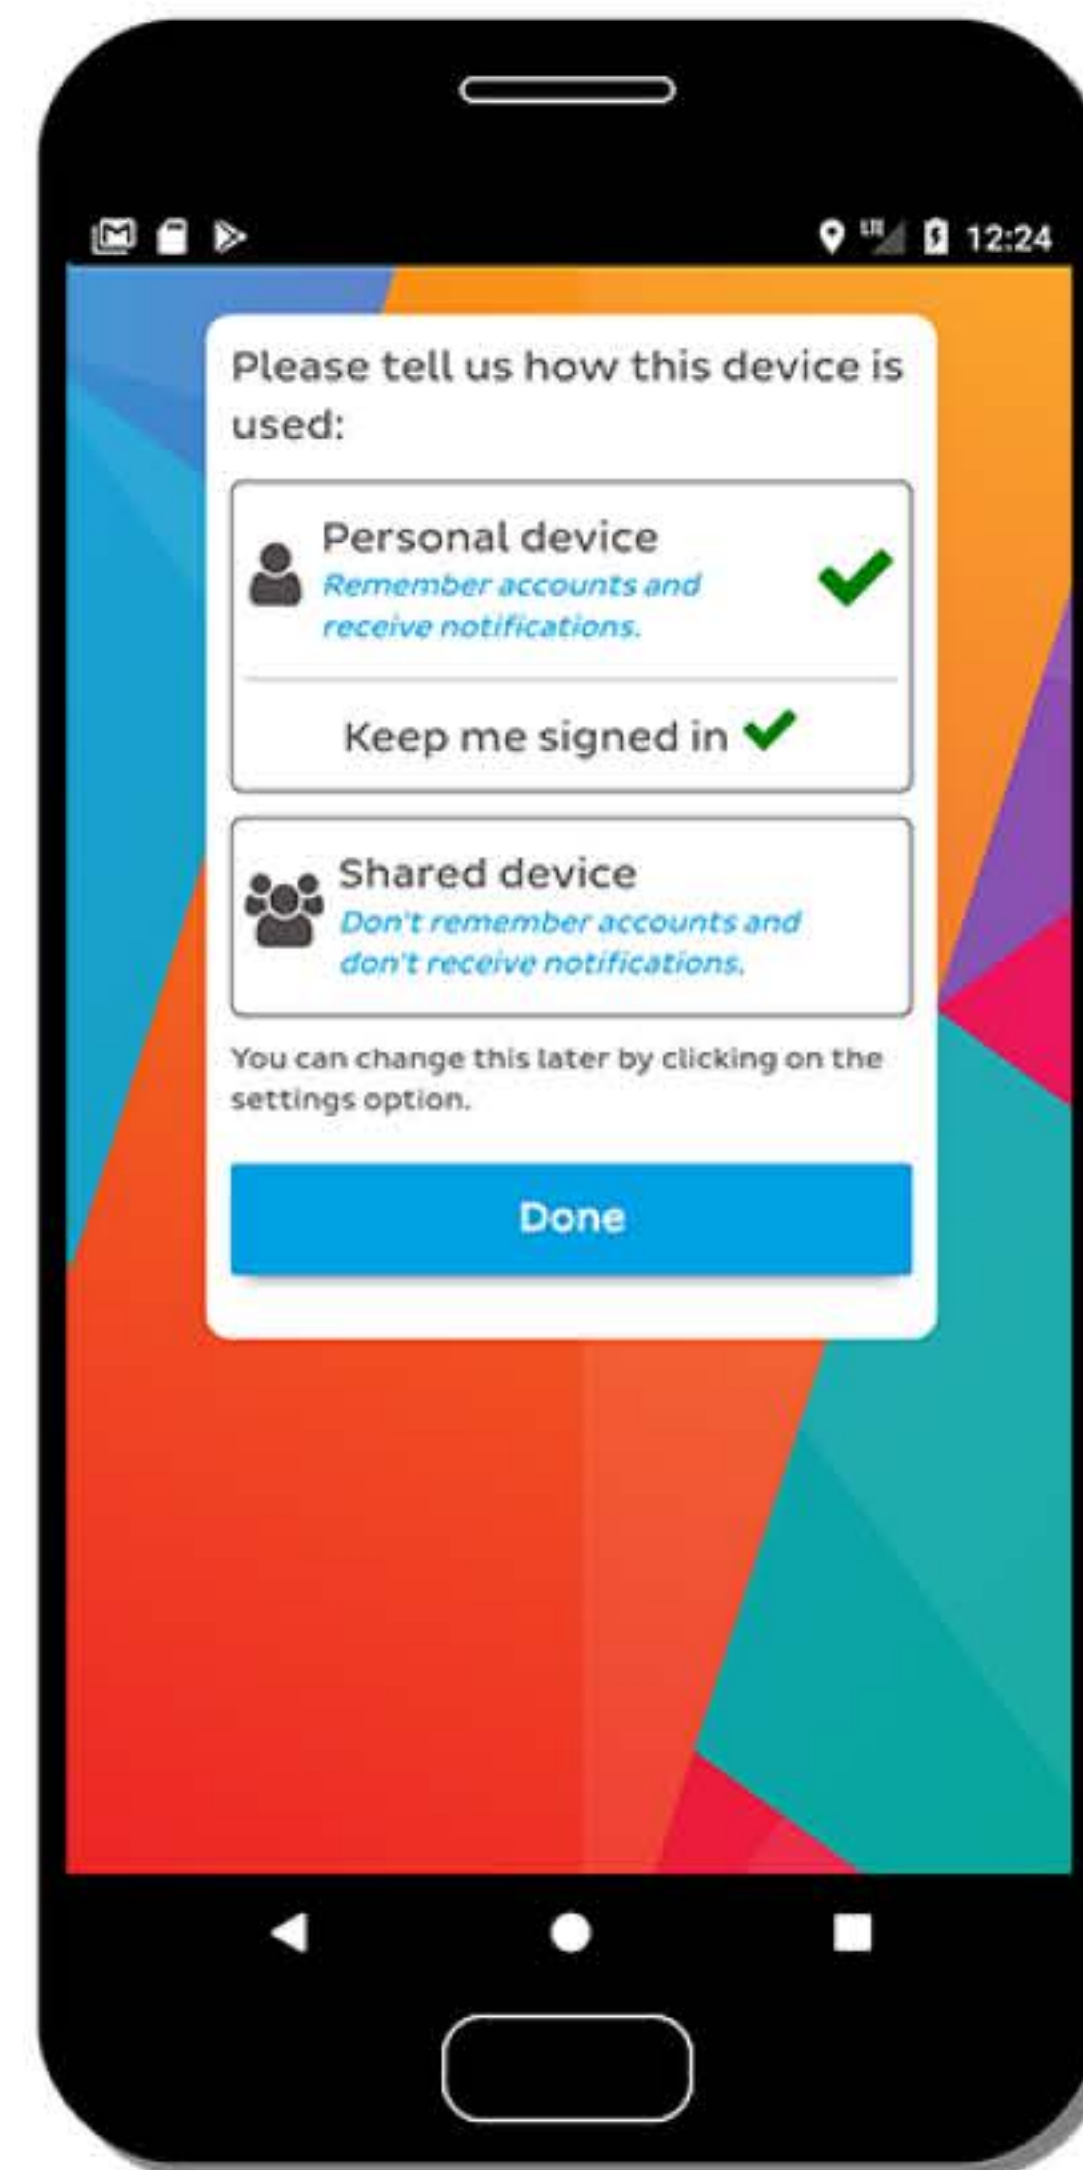 LTE 12:24
Please tell us how this device is
used:
Personal device
Remember accounts and
receive notifications.
Keep me signed in
Shared device
Don't remember accounts and
don't receive notifications.
You can change this later by clicking on the
settings option.
Done